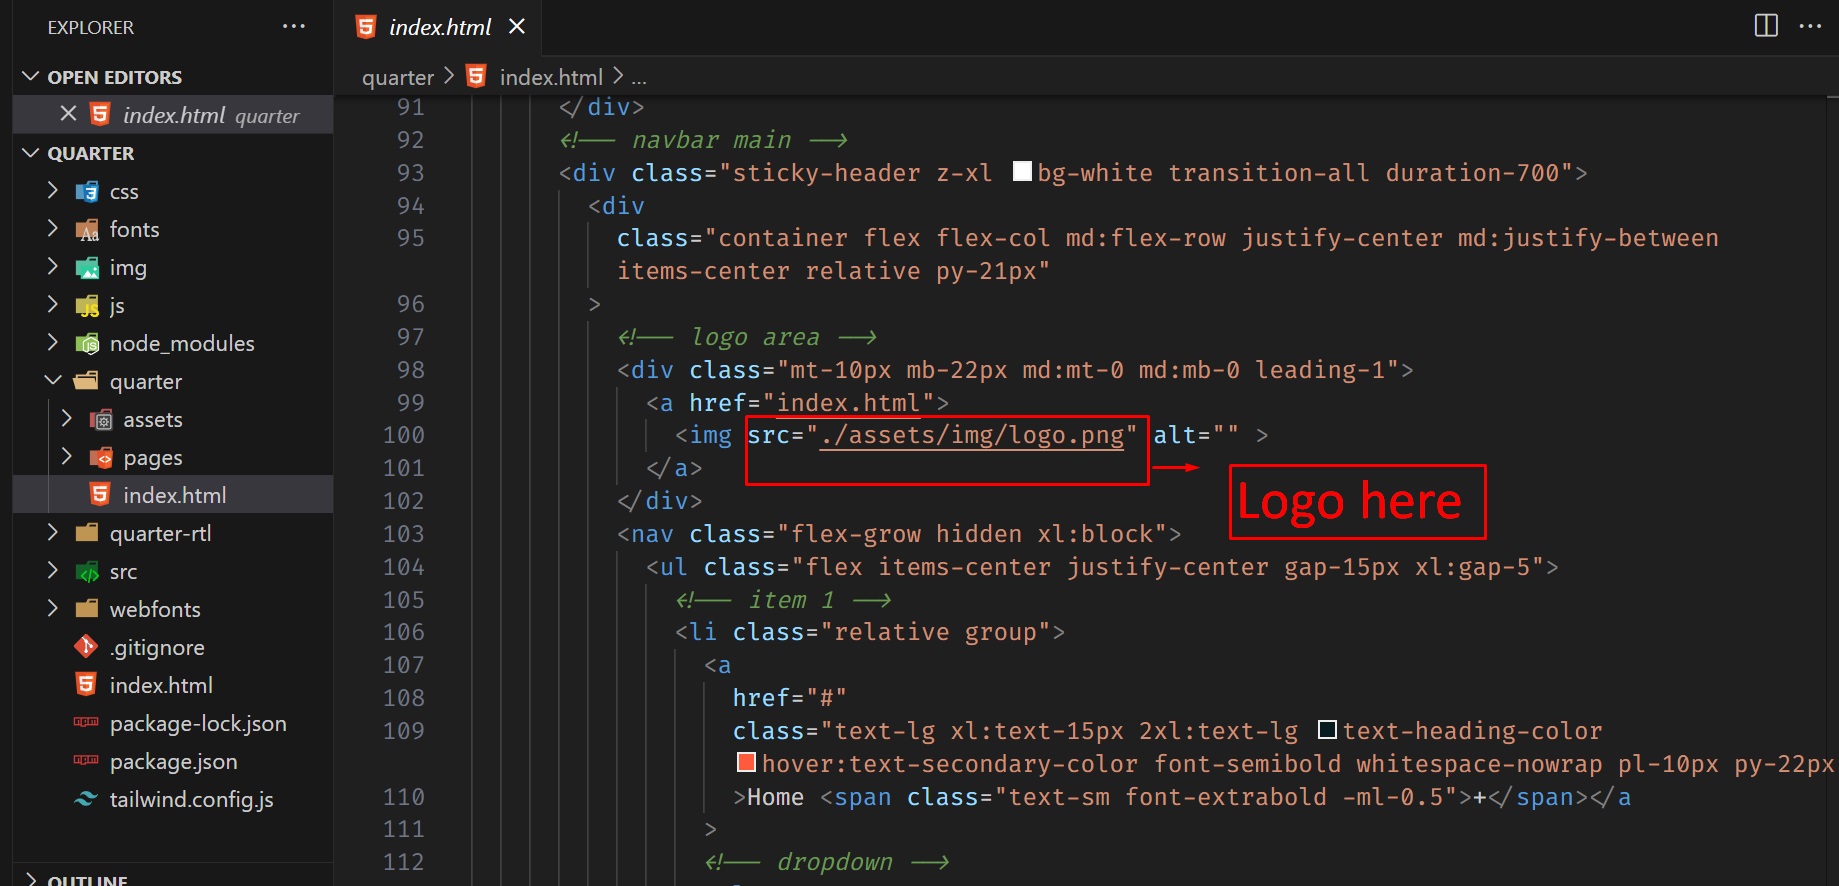 EXPLORER
OPEN EDITORS
index.html quarter
QUARTER
css
fonts
img
js
node_modules
quarter
assets
pages
index.html
quarter-rtl
src
webfonts
.gitignore
index.html
package-lock.json
package.json
tailwind.config.js
OUTLINE
index.html
quarter > index.html > ...
91 </div>
92 <!-- navbar main -->
93 <div class="sticky-header z-xl bg-white transition-all duration-700">
94 <div
95 class="container flex flex-col md:flex-row justify-center md:justify-between
items-center relative py-21px"
96 >
97 <!-- logo area -->
98 <div class="mt-10px mb-22px md:mt-0 md:mb-0 leading-1">
99 <a href="index.html">
100 <img src="./assets/img/logo.png" alt="" >
101 </a>
Logo here
102 </div>
103 <nav class="flex-grow hidden xl:block">
104 <ul class="flex items-center justify-center gap-15px xl:gap-5">
105 <!-- item 1 -->
106 <li class="relative group">
107 <a
108 href="#"
109 class="text-lg xl:text-15px 2xl:text-lg text-heading-color
hover:text-secondary-color font-semibold whitespace-nowrap pl-10px py-22px
110 >Home <span class="text-sm font-extrabold -ml-0.5">+</span></a
111 >
112 <!-- dropdown -->